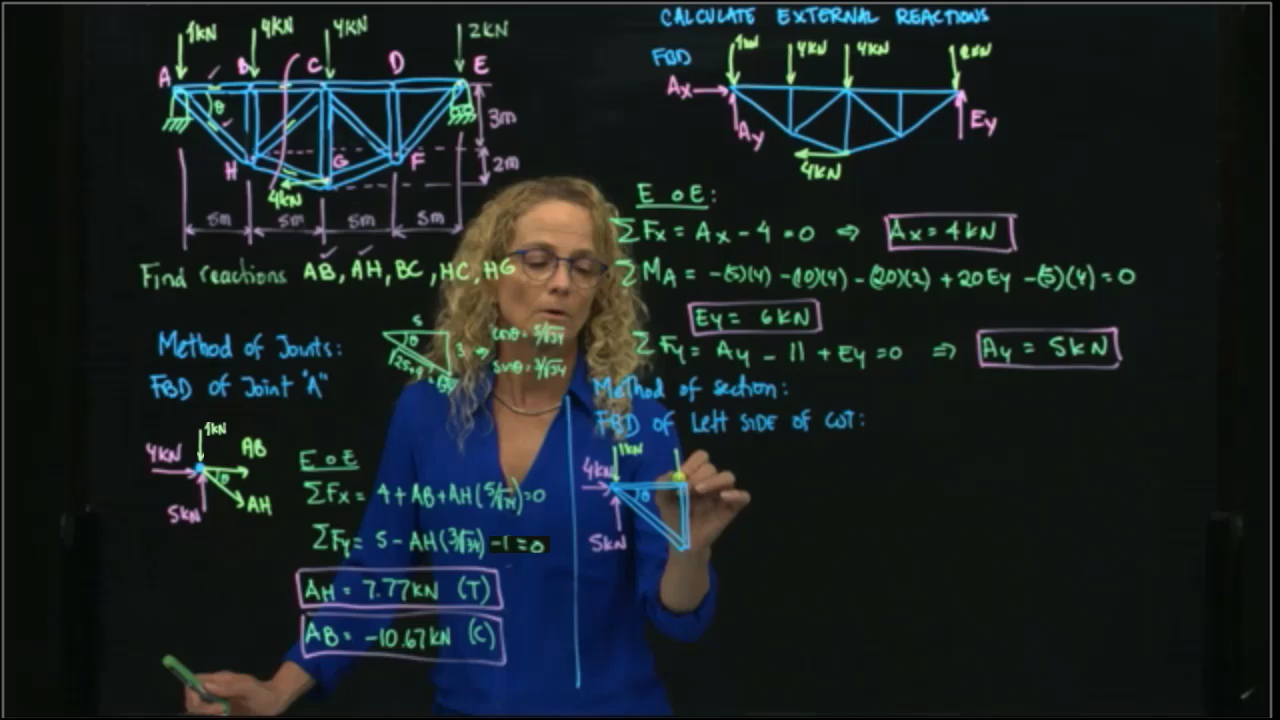 1KN 4KN 4KN 2KN
A B C D E
θ
3m
H G F
2m
4KN
5m 5m 5m 5m
Find reactions AB, AH, BC, HC, HG
Method of Joints:
FBD of Joint "A"
5
θ 3
cosθ = 5/√34
sinθ = 3/√34
1KN
4KN AB
θ
AH
5KN
E o E
ΣFx = 4 + AB + AH (5/√34) = 0
ΣFy = 5 - AH (3/√34) - 1 = 0
AH = 7.77KN (T)
AB = -10.67KN (C)
CALCULATE EXTERNAL REACTIONS
FBD
1KN 4KN 4KN 2KN
Ax
Ay Ey
4KN
E o E:
ΣFx = Ax - 4 = 0 ⇒ Ax = 4KN
ΣMA = -(5)(4) - (10)(4) - (20)(2) + 20Ey - (5)(4) = 0
Ey = 6KN
ΣFy = Ay - 11 + Ey = 0 ⇒ Ay = 5KN
Method of section:
FBD of Left SIDE of CUT:
1KN
4KN
θ
5KN